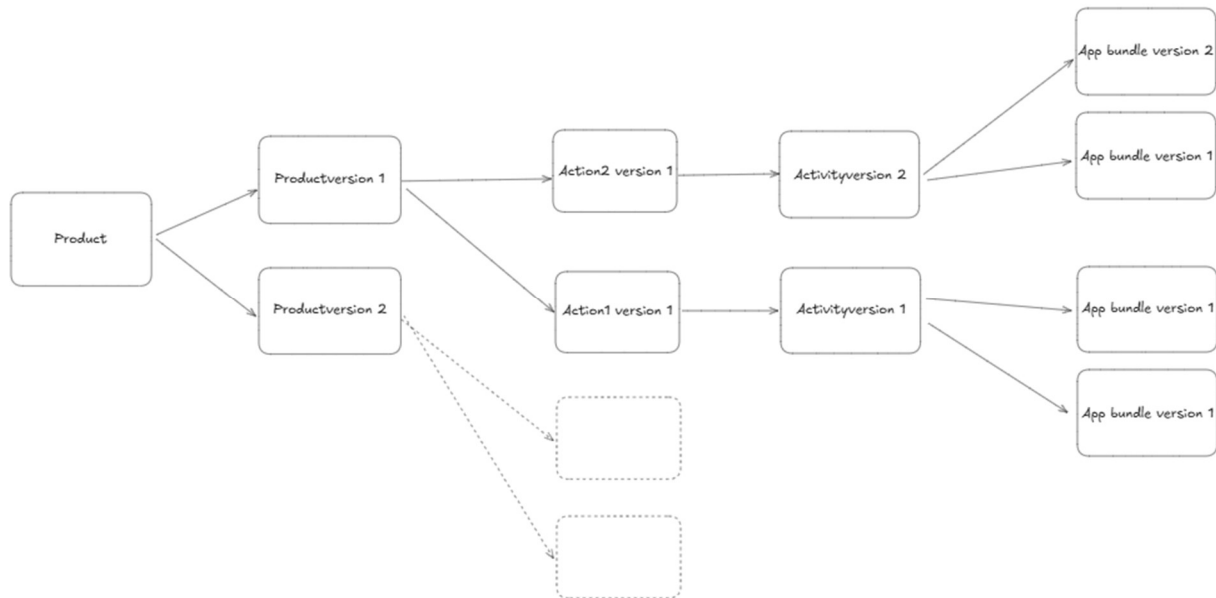 Product
Productversion 1
Productversion 2
Action2 version 1
Action1 version 1
Activityversion 2
Activityversion 1
App bundle version 2
App bundle version 1
App bundle version 1
App bundle version 1